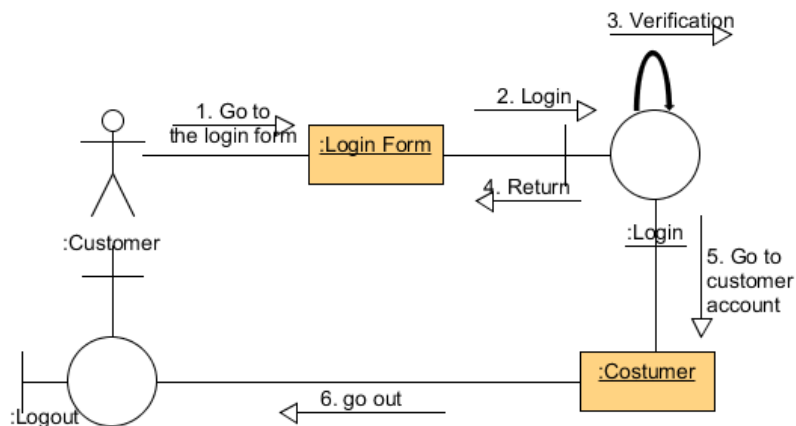 3. Verification
1. Go to
the login form
2. Login
:Login Form
4. Return
:Customer
:Login
5. Go to
customer
account
:Costumer
6. go out
:Logout